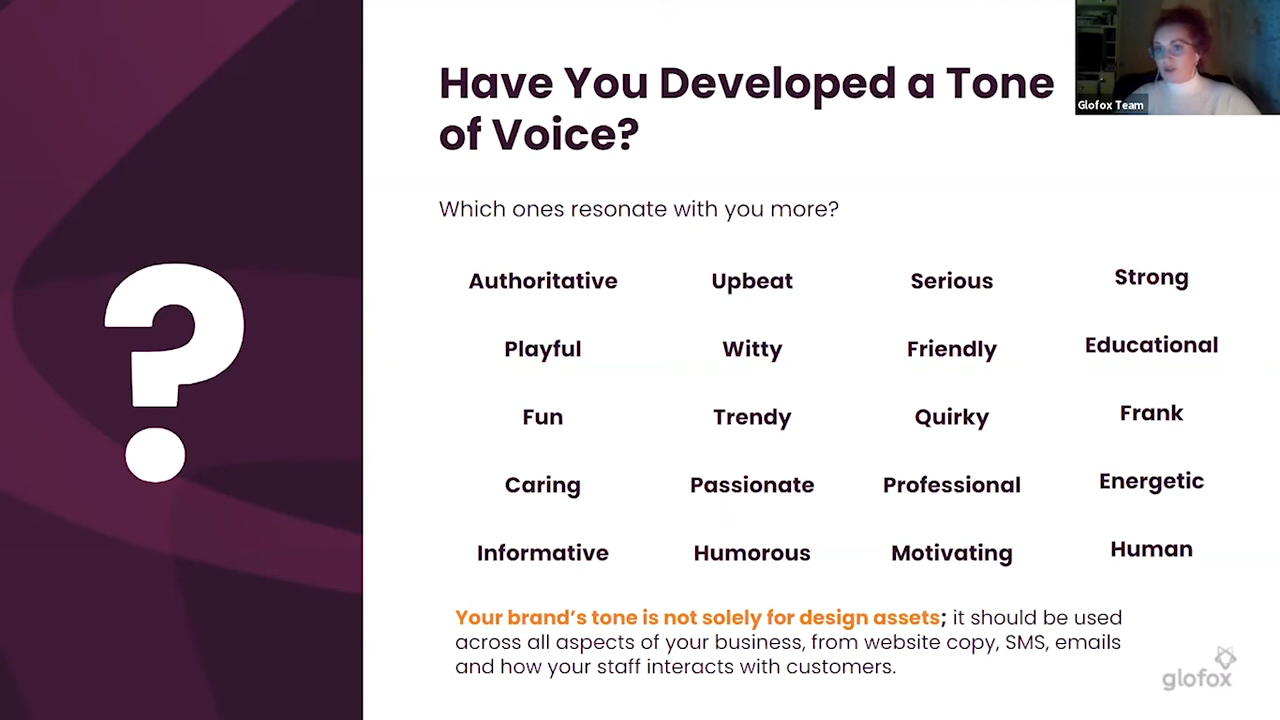 Have You Developed a Tone
of Voice?
Glofox Team
Which ones resonate with you more?
Authoritative Upbeat Serious Strong
Playful Witty Friendly Educational
Fun Trendy Quirky Frank
Caring Passionate Professional Energetic
Informative Humorous Motivating Human
Your brand’s tone is not solely for design assets; it should be used
across all aspects of your business, from website copy, SMS, emails
and how your staff interacts with customers.
glofox
?